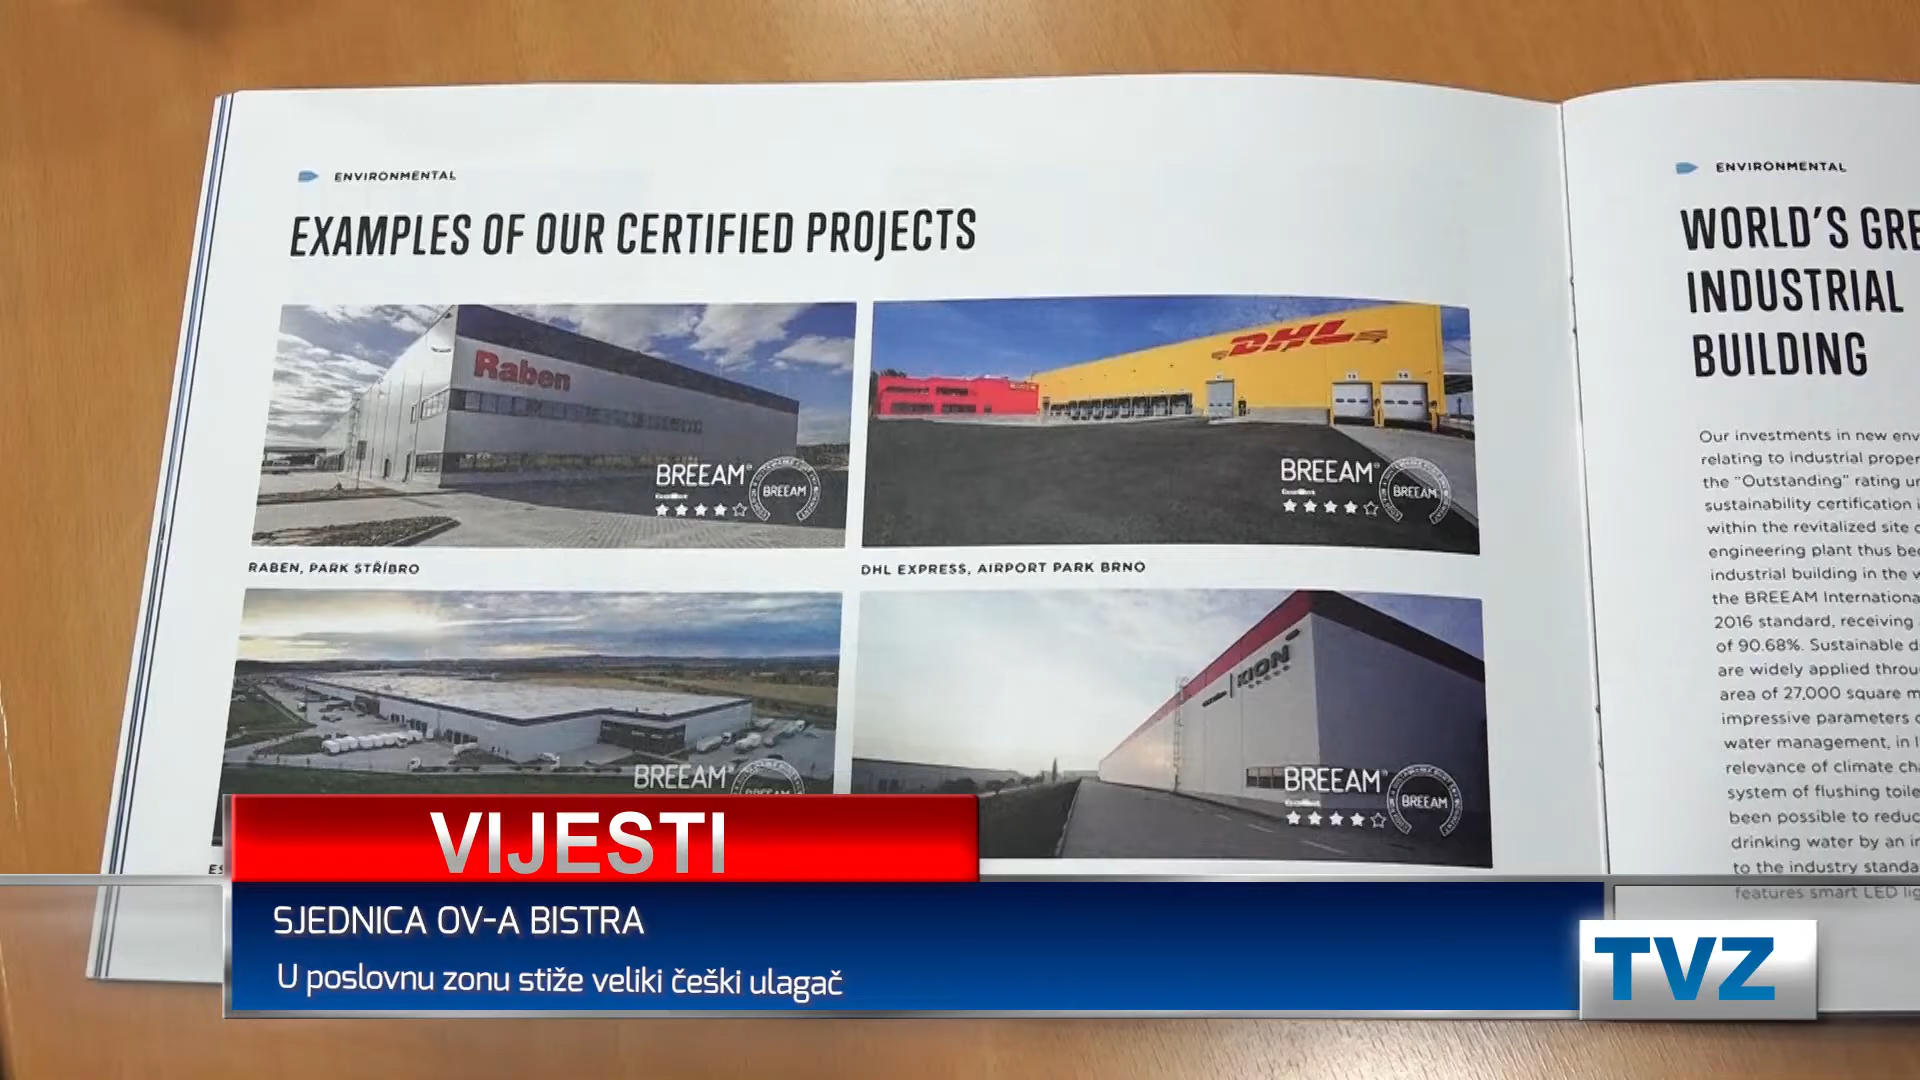 ENVIRONMENTAL
EXAMPLES OF OUR CERTIFIED PROJECTS
Raben
BREEAM®
Excellent
BREEAM
DHL
BREEAM®
Excellent
BREEAM
RABEN, PARK STŘÍBRO
DHL EXPRESS, AIRPORT PARK BRNO
BREEAM®
BREEAM
KION
GROUP
BREEAM®
Excellent
BREEAM
ENVIRONMENTAL
WORLD'S GRE
INDUSTRIAL
BUILDING
Our investments in new env
relating to industrial proper
the "Outstanding" rating un
sustainability certification i
within the revitalized site o
engineering plant thus bec
industrial building in the w
the BREEAM Internationa
2016 standard, receiving
of 90.68%. Sustainable d
are widely applied throu
area of 27,000 square m
impressive parameters o
water management, in l
relevance of climate cha
system of flushing toile
been possible to reduc
drinking water by an in
to the industry standa
features smart LED lig
VIJESTI
SJEDNICA OV-A BISTRA
U poslovnu zonu stiže veliki češki ulagač
TVZ